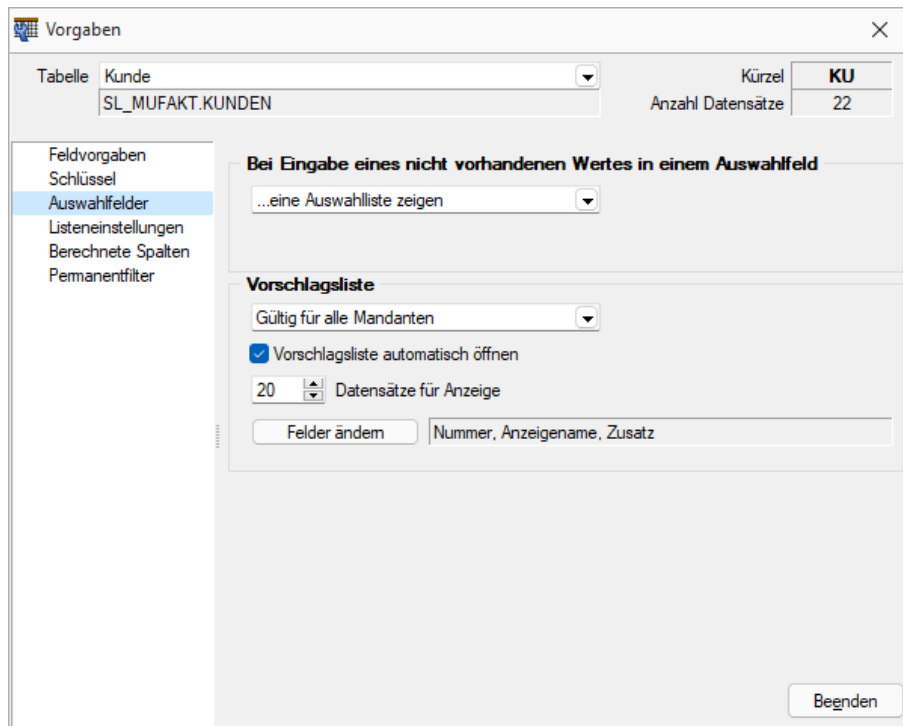 Vorgaben
Tabelle Kunde Kürzel KU
SL_MUFAKT.KUNDEN Anzahl Datensätze 22
Feldvorgaben
Schlüssel
Auswahlfelder
Listeneinstellungen
Berechnete Spalten
Permanentfilter
Bei Eingabe eines nicht vorhandenen Wertes in einem Auswahlfeld
...eine Auswahlliste zeigen
Vorschlagsliste
Gültig für alle Mandanten
Vorschlagsliste automatisch öffnen
20 Datensätze für Anzeige
Felder ändern Nummer, Anzeigename, Zusatz
Beenden